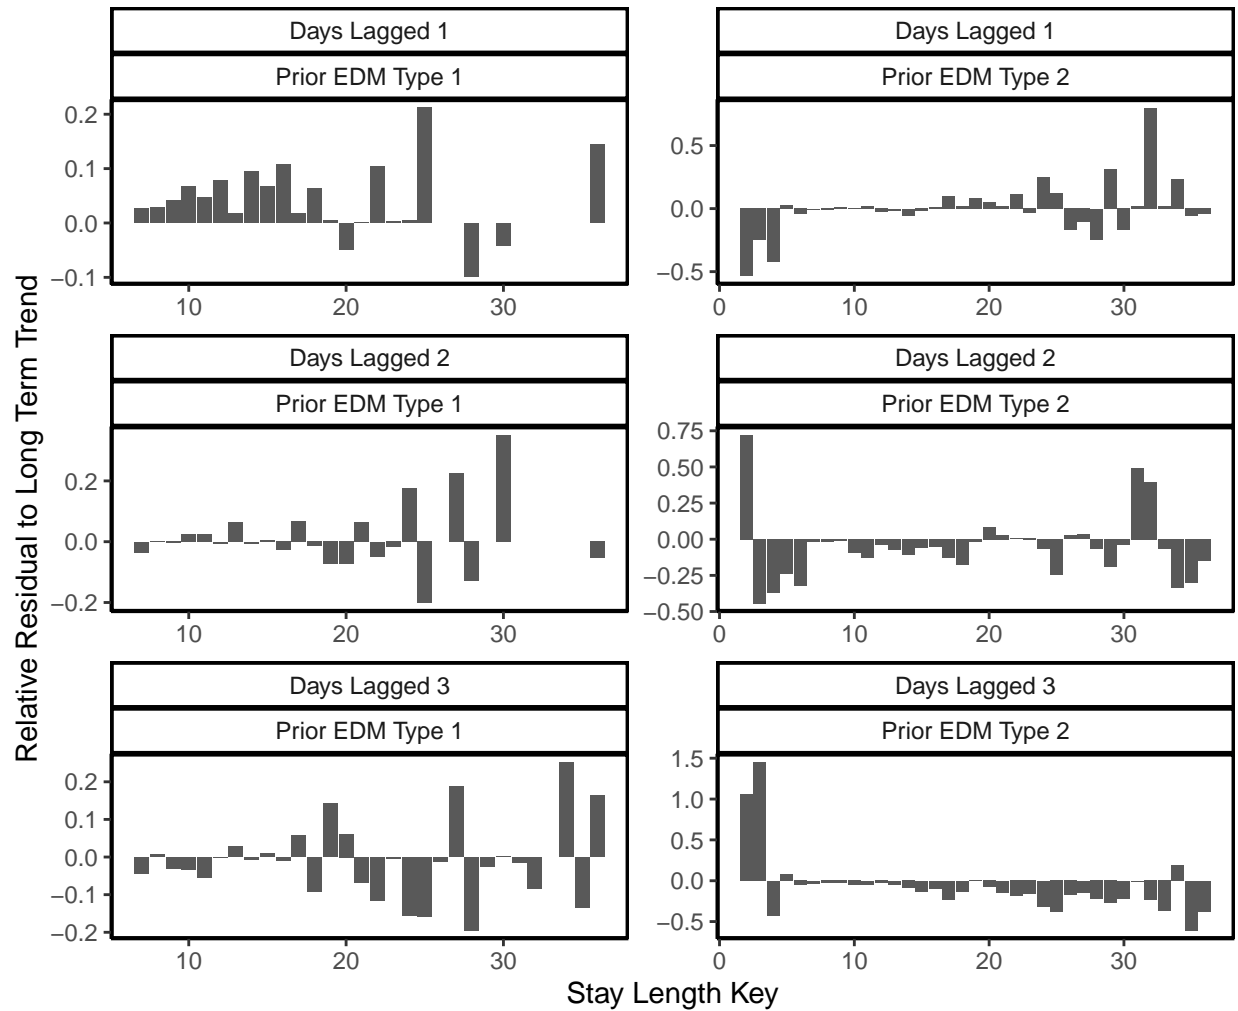 Days Lagged 1
Prior EDM Type 1
0.2
0.1
0.0
−0.1
10 20 30
Days Lagged 1
Prior EDM Type 2
0.5
0.0
−0.5
0 10 20 30
Days Lagged 2
Prior EDM Type 1
0.2
0.0
−0.2
10 20 30
Days Lagged 2
Prior EDM Type 2
0.75
0.50
0.25
0.00
−0.25
−0.50
0 10 20 30
Days Lagged 3
Prior EDM Type 1
0.2
0.1
0.0
−0.1
−0.2
10 20 30
Days Lagged 3
Prior EDM Type 2
1.5
1.0
0.5
0.0
−0.5
0 10 20 30
Relative Residual to Long Term Trend
Stay Length Key